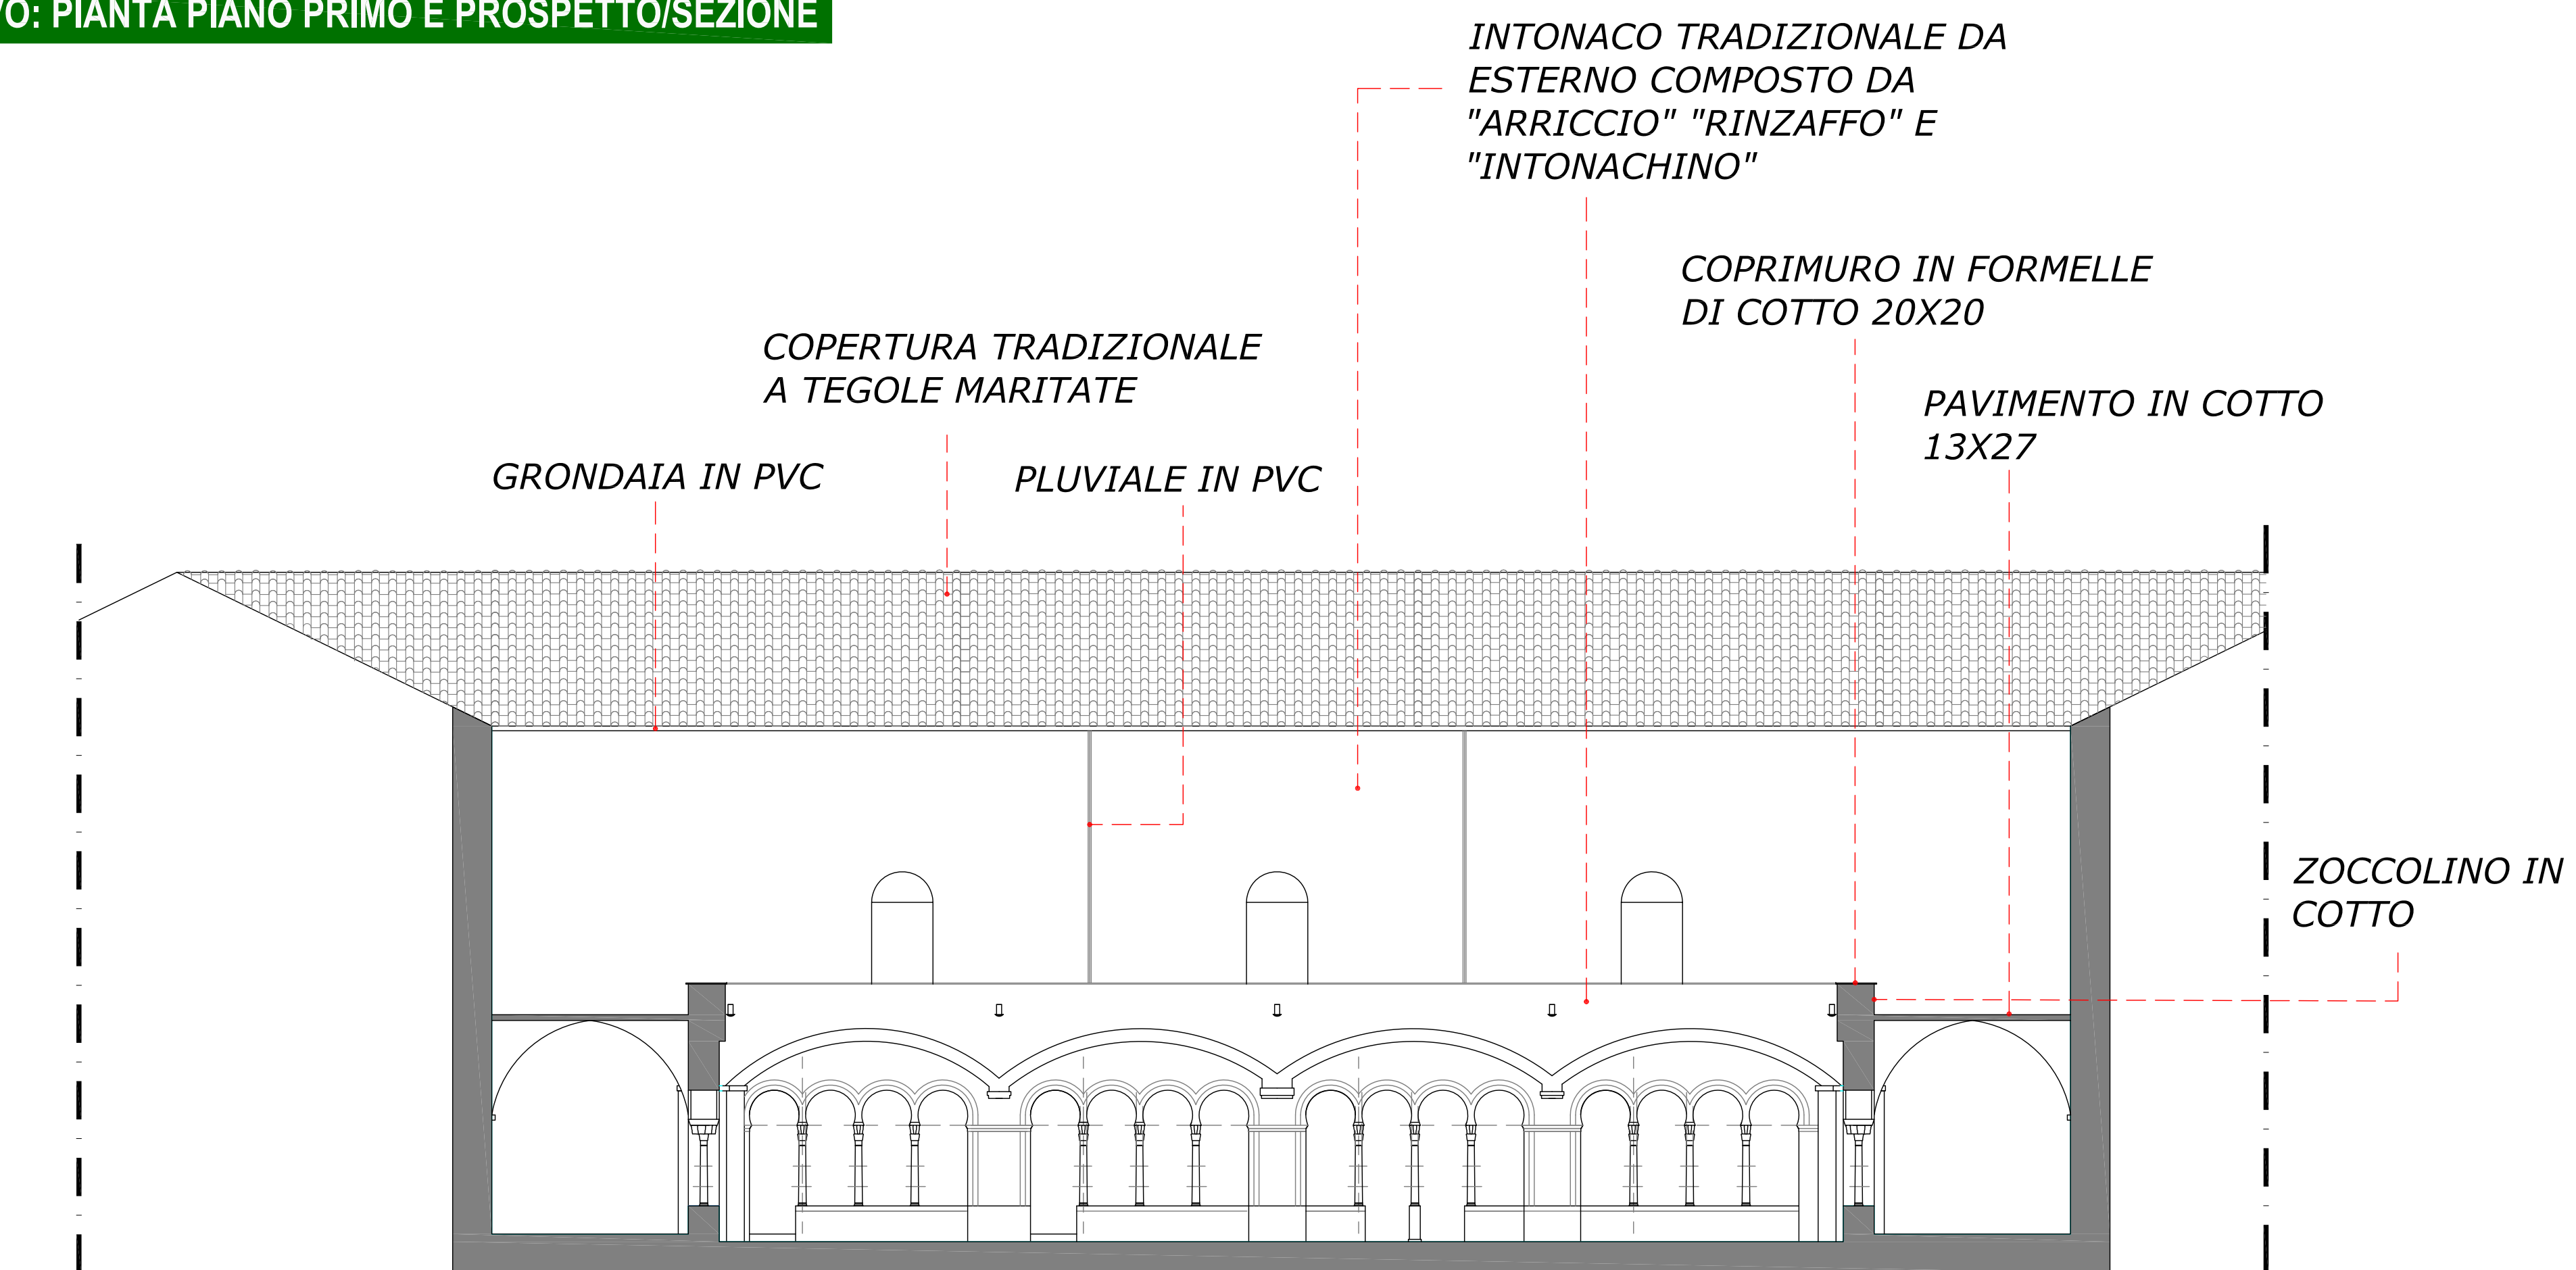 VO: PIANTA PIANO PRIMO E PROSPETTO/SEZIONE
INTONACO TRADIZIONALE DA
ESTERNO COMPOSTO DA
"ARRICCIO" "RINZAFFO" E
"INTONACHINO"
COPRIMURO IN FORMELLE
DI COTTO 20X20
COPERTURA TRADIZIONALE
A TEGOLE MARITATE
PAVIMENTO IN COTTO
13X27
GRONDAIA IN PVC
PLUVIALE IN PVC
ZOCCOLINO IN
COTTO